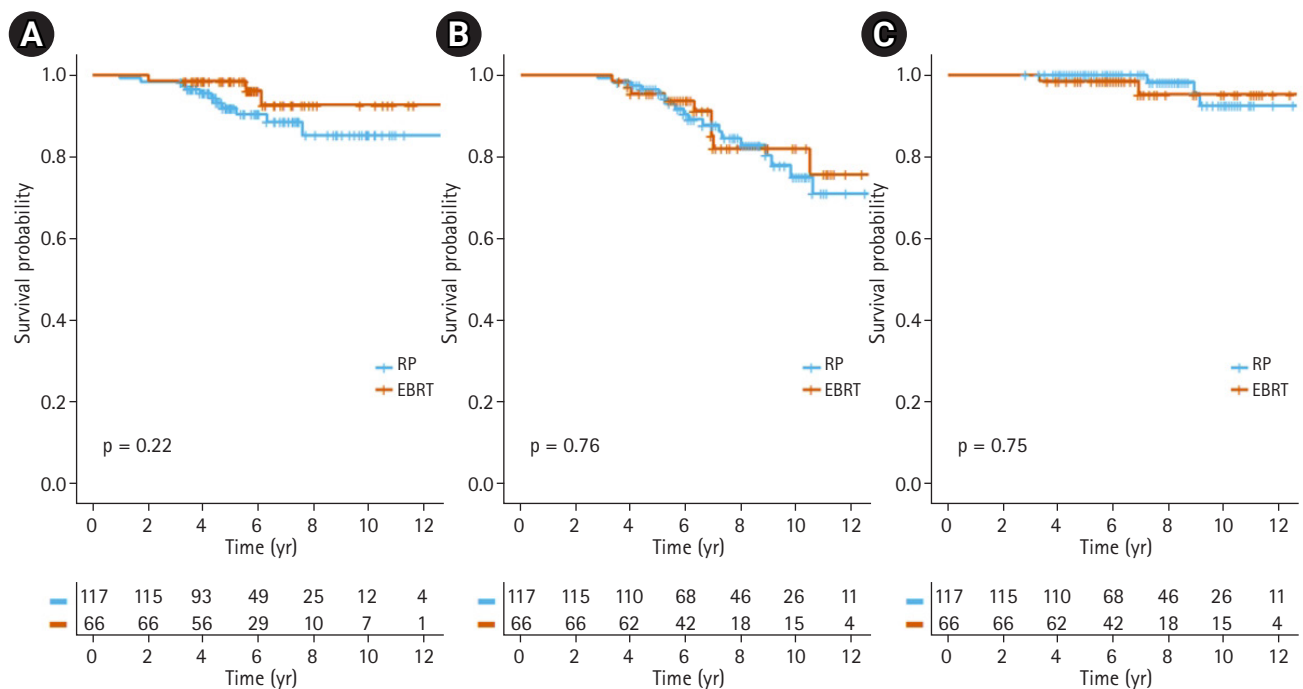 A
Survival probability
1.0
0.8
0.6
0.4
0.2
0.0
RP
EBRT
p = 0.22
0 2 4 6 8 10 12
Time (yr)
117 115 93 49 25 12 4
66 66 56 29 10 7 1
0 2 4 6 8 10 12
Time (yr)
B
Survival probability
1.0
0.8
0.6
0.4
0.2
0.0
RP
EBRT
p = 0.76
0 2 4 6 8 10 12
Time (yr)
117 115 110 68 46 26 11
66 66 62 42 18 15 4
0 2 4 6 8 10 12
Time (yr)
C
Survival probability
1.0
0.8
0.6
0.4
0.2
0.0
RP
EBRT
p = 0.75
0 2 4 6 8 10 12
Time (yr)
117 115 110 68 46 26 11
66 66 62 42 18 15 4
0 2 4 6 8 10 12
Time (yr)